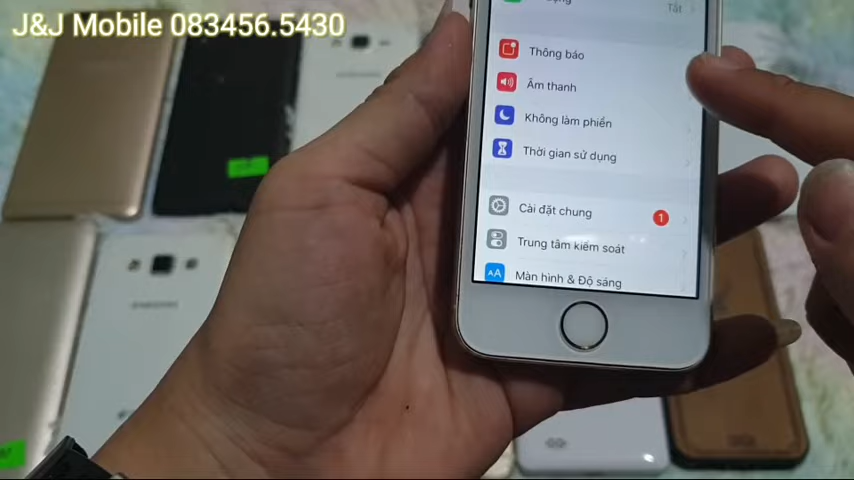 J&J Mobile 083456.5430
Tắt
Thông báo
Âm thanh
Không làm phiền
Thời gian sử dụng
Cài đặt chung
1
Trung tâm kiểm soát
AA
Màn hình & Độ sáng